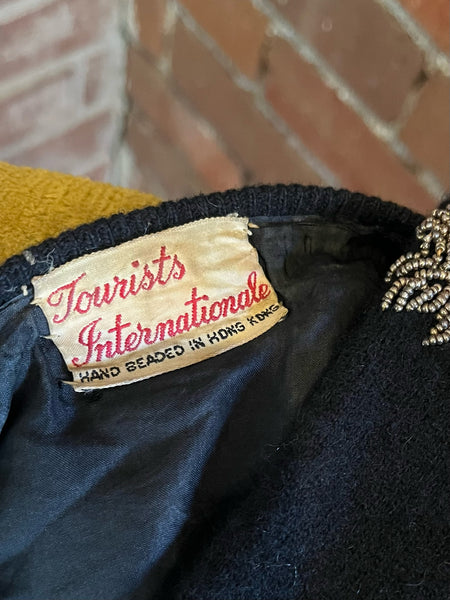 Tourists
Internationale
HAND BEADED IN HONG KONG